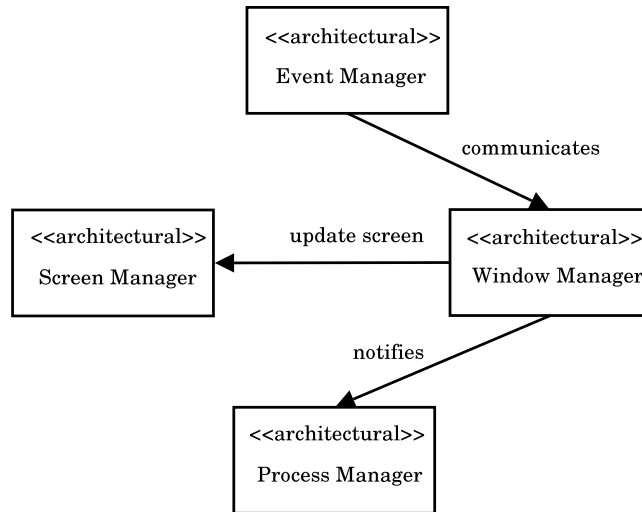 <<architectural>>
Event Manager
communicates
<<architectural>>
Screen Manager
update screen
<<architectural>>
Window Manager
notifies
<<architectural>>
Process Manager